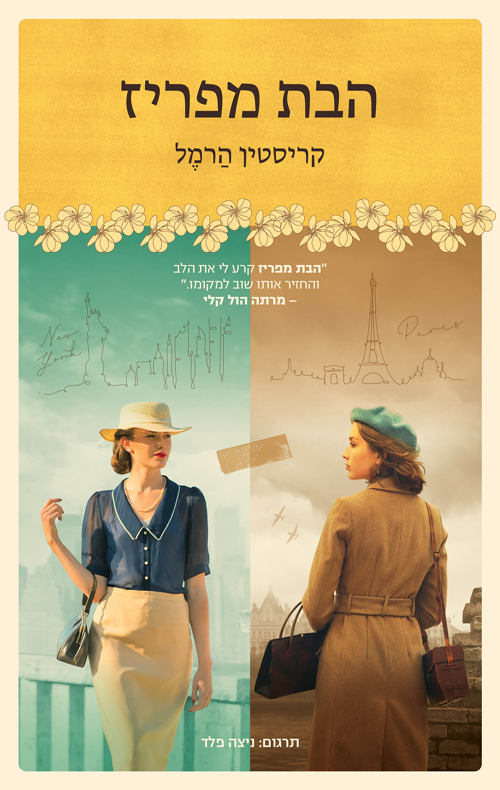 הבת מפריז
קריסטין הַרמֶל
"הבת מפריז קרע לי את הלב
והחזיר אותו שוב למקומו."
– מרתה הול קלי
New
York
Paris
תרגום: ניצה פלד